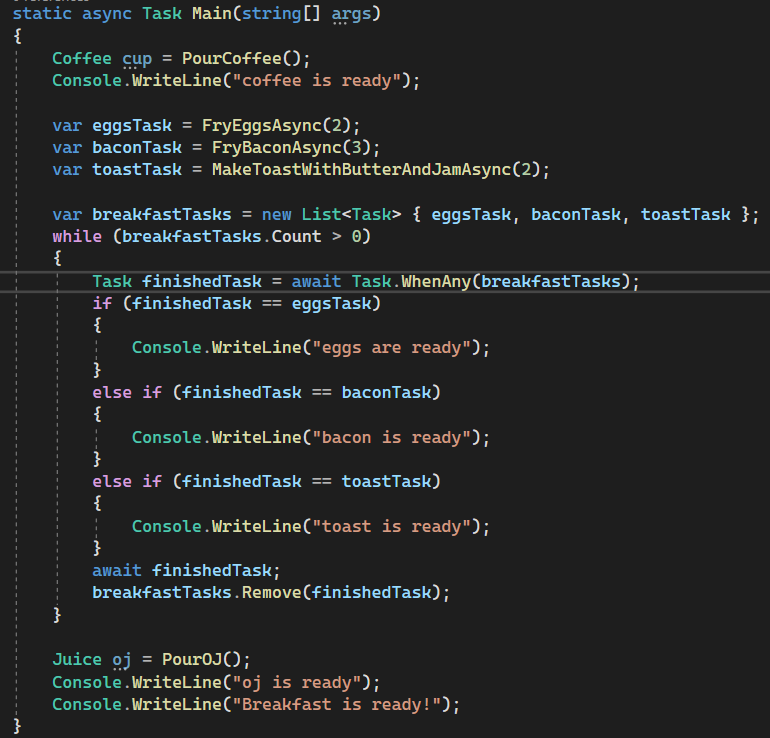 static async Task Main(string[] args)
{
    Coffee cup = PourCoffee();
    Console.WriteLine("coffee is ready");

    var eggsTask = FryEggsAsync(2);
    var baconTask = FryBaconAsync(3);
    var toastTask = MakeToastWithButterAndJamAsync(2);

    var breakfastTasks = new List<Task> { eggsTask, baconTask, toastTask };
    while (breakfastTasks.Count > 0)
    {
        Task finishedTask = await Task.WhenAny(breakfastTasks);
        if (finishedTask == eggsTask)
        {
            Console.WriteLine("eggs are ready");
        }
        else if (finishedTask == baconTask)
        {
            Console.WriteLine("bacon is ready");
        }
        else if (finishedTask == toastTask)
        {
            Console.WriteLine("toast is ready");
        }
        await finishedTask;
        breakfastTasks.Remove(finishedTask);
    }

    Juice oj = PourOJ();
    Console.WriteLine("oj is ready");
    Console.WriteLine("Breakfast is ready!");
}